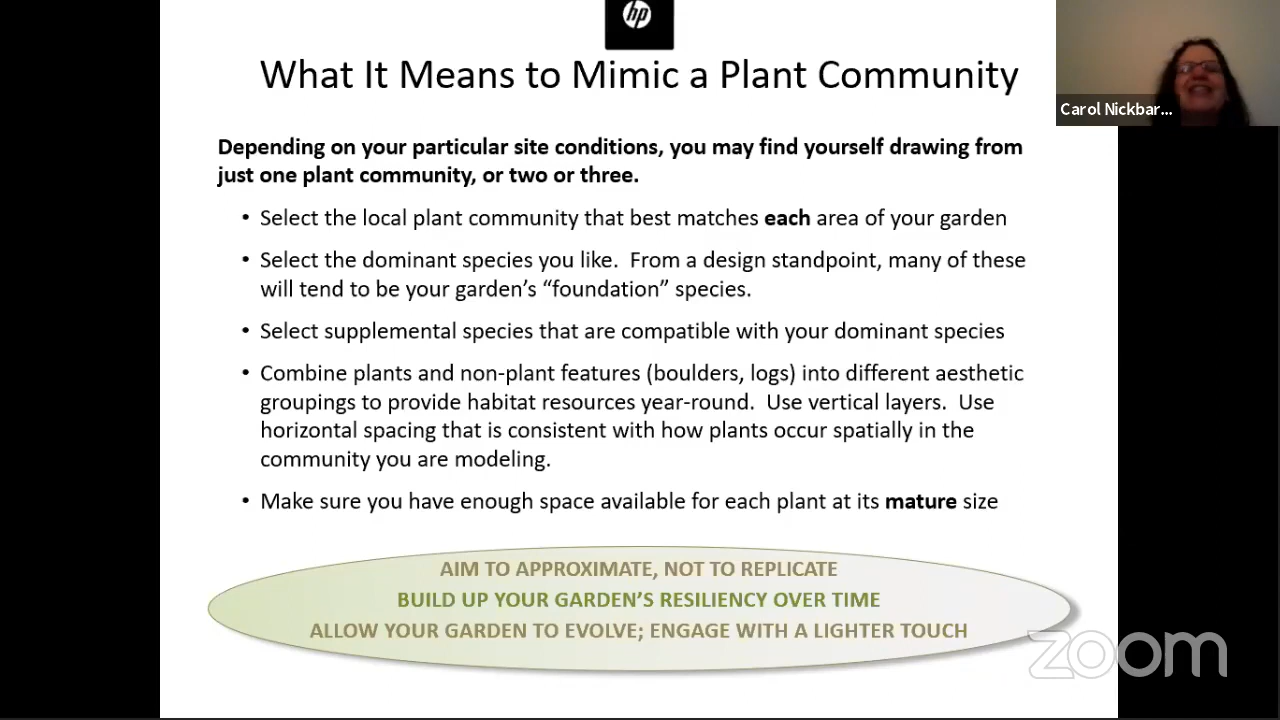 hp
What It Means to Mimic a Plant Community
Carol Nickbar...
Depending on your particular site conditions, you may find yourself drawing from
just one plant community, or two or three.
• Select the local plant community that best matches each area of your garden
• Select the dominant species you like.  From a design standpoint, many of these
will tend to be your garden’s “foundation” species.
• Select supplemental species that are compatible with your dominant species
• Combine plants and non-plant features (boulders, logs) into different aesthetic
groupings to provide habitat resources year-round.  Use vertical layers.  Use
horizontal spacing that is consistent with how plants occur spatially in the
community you are modeling.
• Make sure you have enough space available for each plant at its mature size
AIM TO APPROXIMATE, NOT TO REPLICATE
BUILD UP YOUR GARDEN’S RESILIENCY OVER TIME
ALLOW YOUR GARDEN TO EVOLVE; ENGAGE WITH A LIGHTER TOUCH
zoom